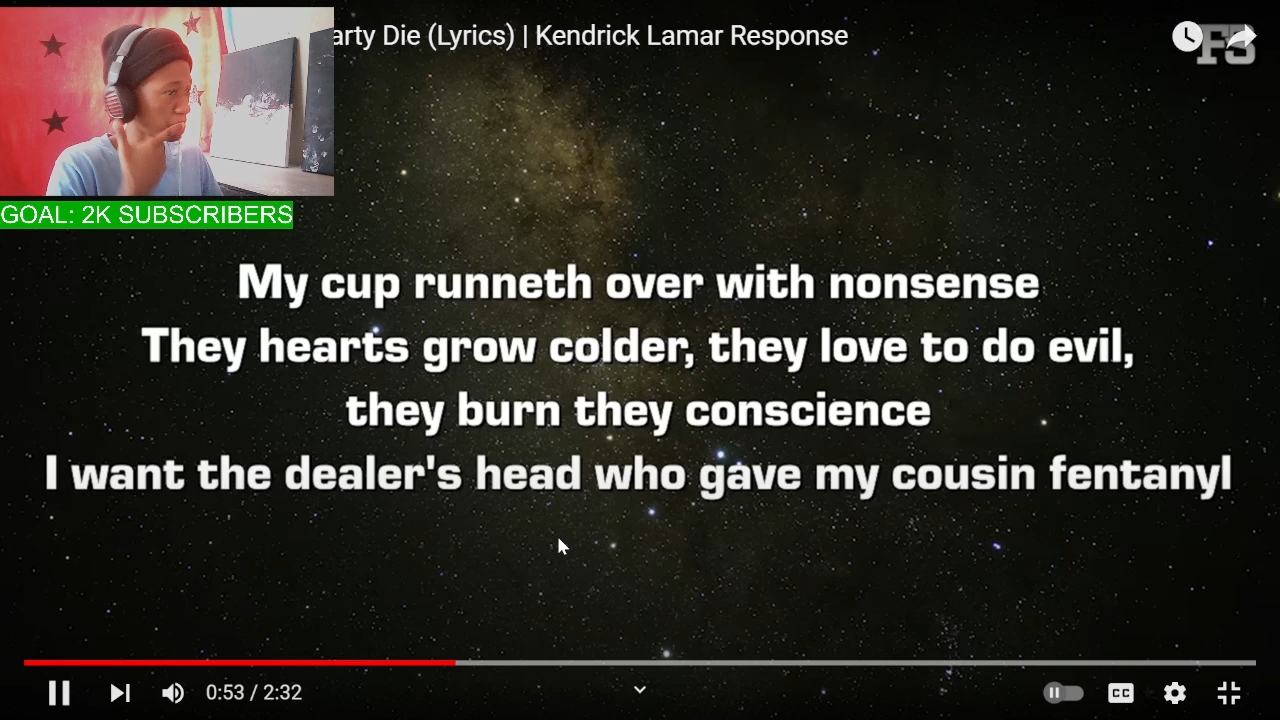 arty Die (Lyrics) | Kendrick Lamar Response
GOAL: 2K SUBSCRIBERS
My cup runneth over with nonsense
They hearts grow colder, they love to do evil,
they burn they conscience
I want the dealer's head who gave my cousin fentanyl
0:53 / 2:32
CC